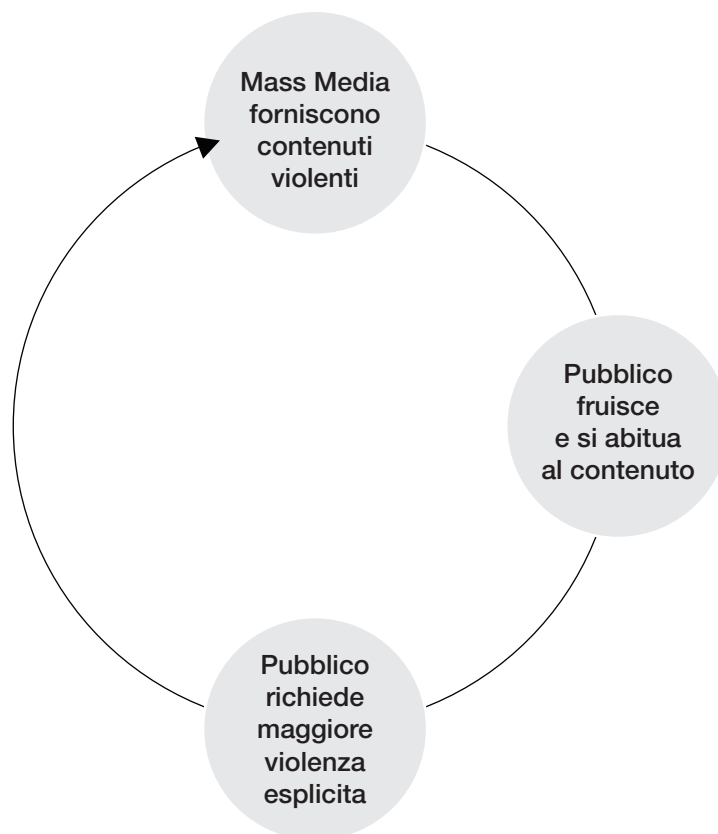 Mass Media
forniscono
contenuti
violenti
Pubblico
fruisce
e si abitua
al contenuto
Pubblico
richiede
maggiore
violenza
esplicita